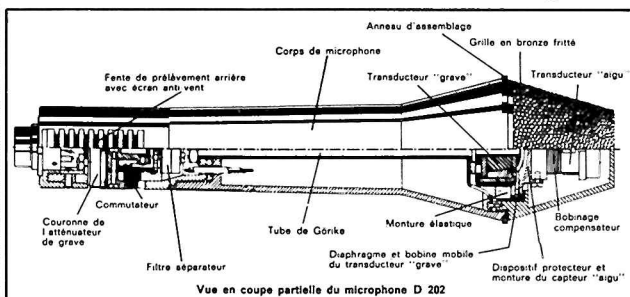 Anneau d'assemblage
Grille en bronze fritté
Corps de microphone
Transducteur "grave"
Transducteur "aigu"
Fente de prélèvement arrière
avec écran anti vent
Couronne de
l atténuateur
de grave
Commutateur
Filtre séparateur
Tube de Görike
Monture élastique
Diaphragme et bobine mobile
du transducteur "grave"
Bobinage
compensateur
Dispositif protecteur et
monture du capteur "aigu"
Vue en coupe partielle du microphone D 202